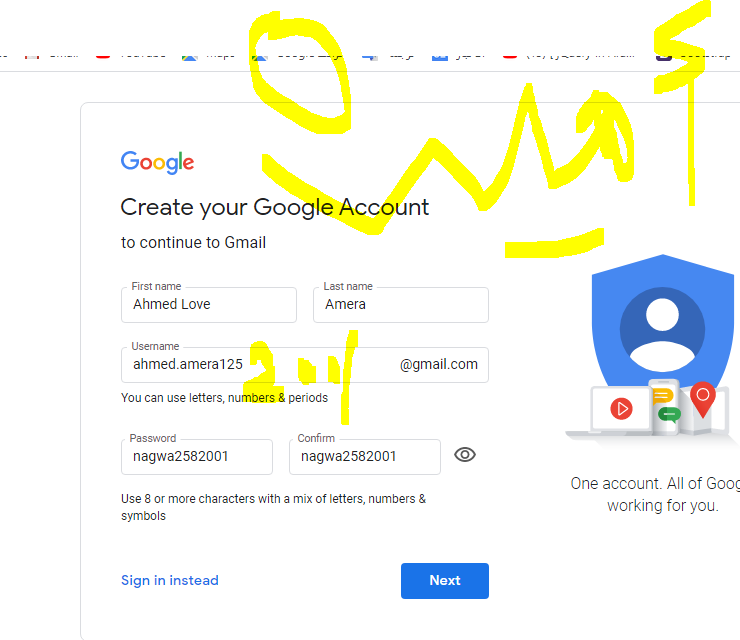 Google
Create your Google Account
to continue to Gmail
First name
Last name
Ahmed Love
Amera
Username
ahmed.amera125
@gmail.com
You can use letters, numbers & periods
Password
Confirm
nagwa2582001
nagwa2582001
Use 8 or more characters with a mix of letters, numbers &
symbols
One account. All of Goog
working for you.
Sign in instead
Next